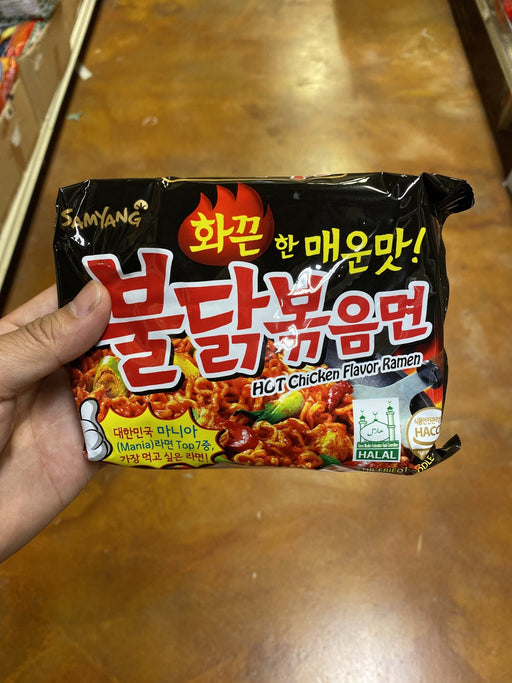 SAMYANG
화끈한 매운맛!
불닭볶음면
HOT Chicken Flavor Ramen
대한민국 마니아
(Mania)라면 Top7중,
가장 먹고 싶은 라면!
HALAL
HACC